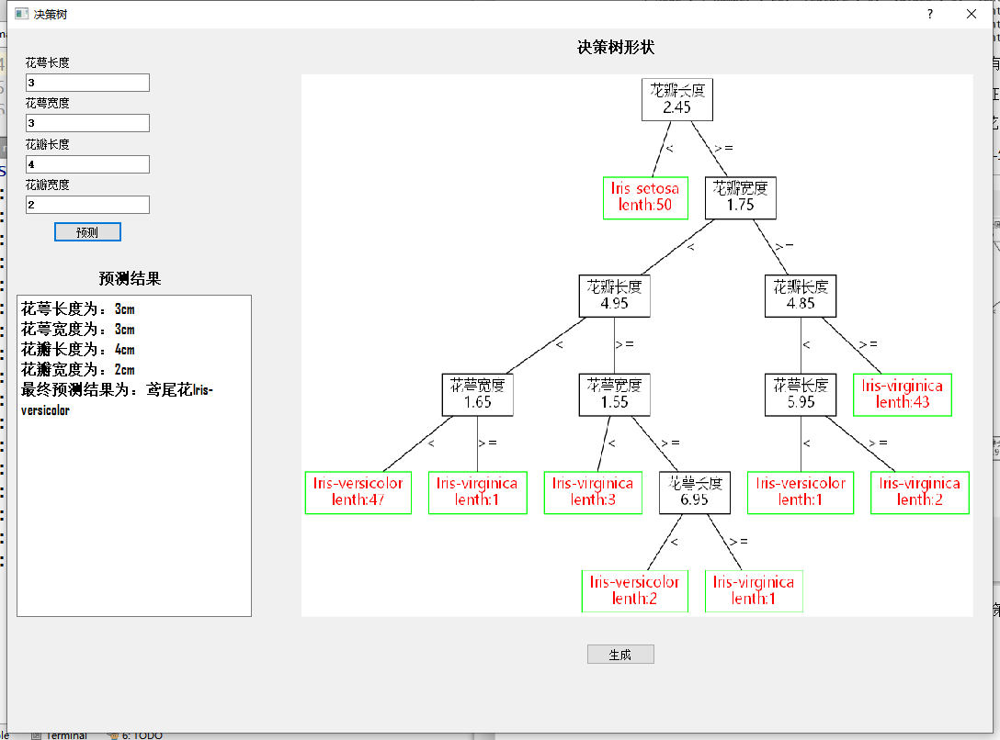 决策树
?
花萼长度
3
花萼宽度
3
花瓣长度
4
花瓣宽度
2
预测
预测结果
花萼长度为：3cm
花萼宽度为：3cm
花瓣长度为：4cm
花瓣宽度为：2cm
最终预测结果为：鸢尾花Iris-
versicolor
决策树形状
花瓣长度
2.45
<
>=
Iris-setosa
lenth:50
花瓣宽度
1.75
<
>=
花瓣长度
4.95
花瓣长度
4.85
<
>=
<
>=
花萼宽度
1.65
花萼宽度
1.55
花萼长度
5.95
Iris-virginica
lenth:43
<
>=
<
>=
<
>=
Iris-versicolor
lenth:47
Iris-virginica
lenth:1
Iris-virginica
lenth:3
花萼长度
6.95
Iris-versicolor
lenth:1
Iris-virginica
lenth:2
<
>=
Iris-versicolor
lenth:2
Iris-virginica
lenth:1
生成
Terminal
6: TODO